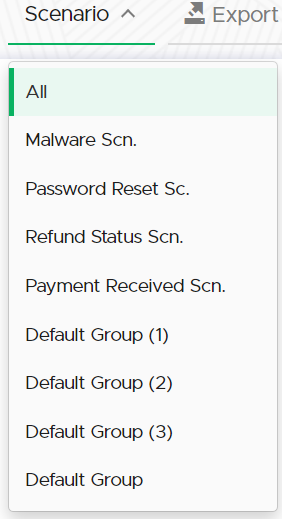 Scenario Export
All
Malware Scn.
Password Reset Sc.
Refund Status Scn.
Payment Received Scn.
Default Group (1)
Default Group (2)
Default Group (3)
Default Group